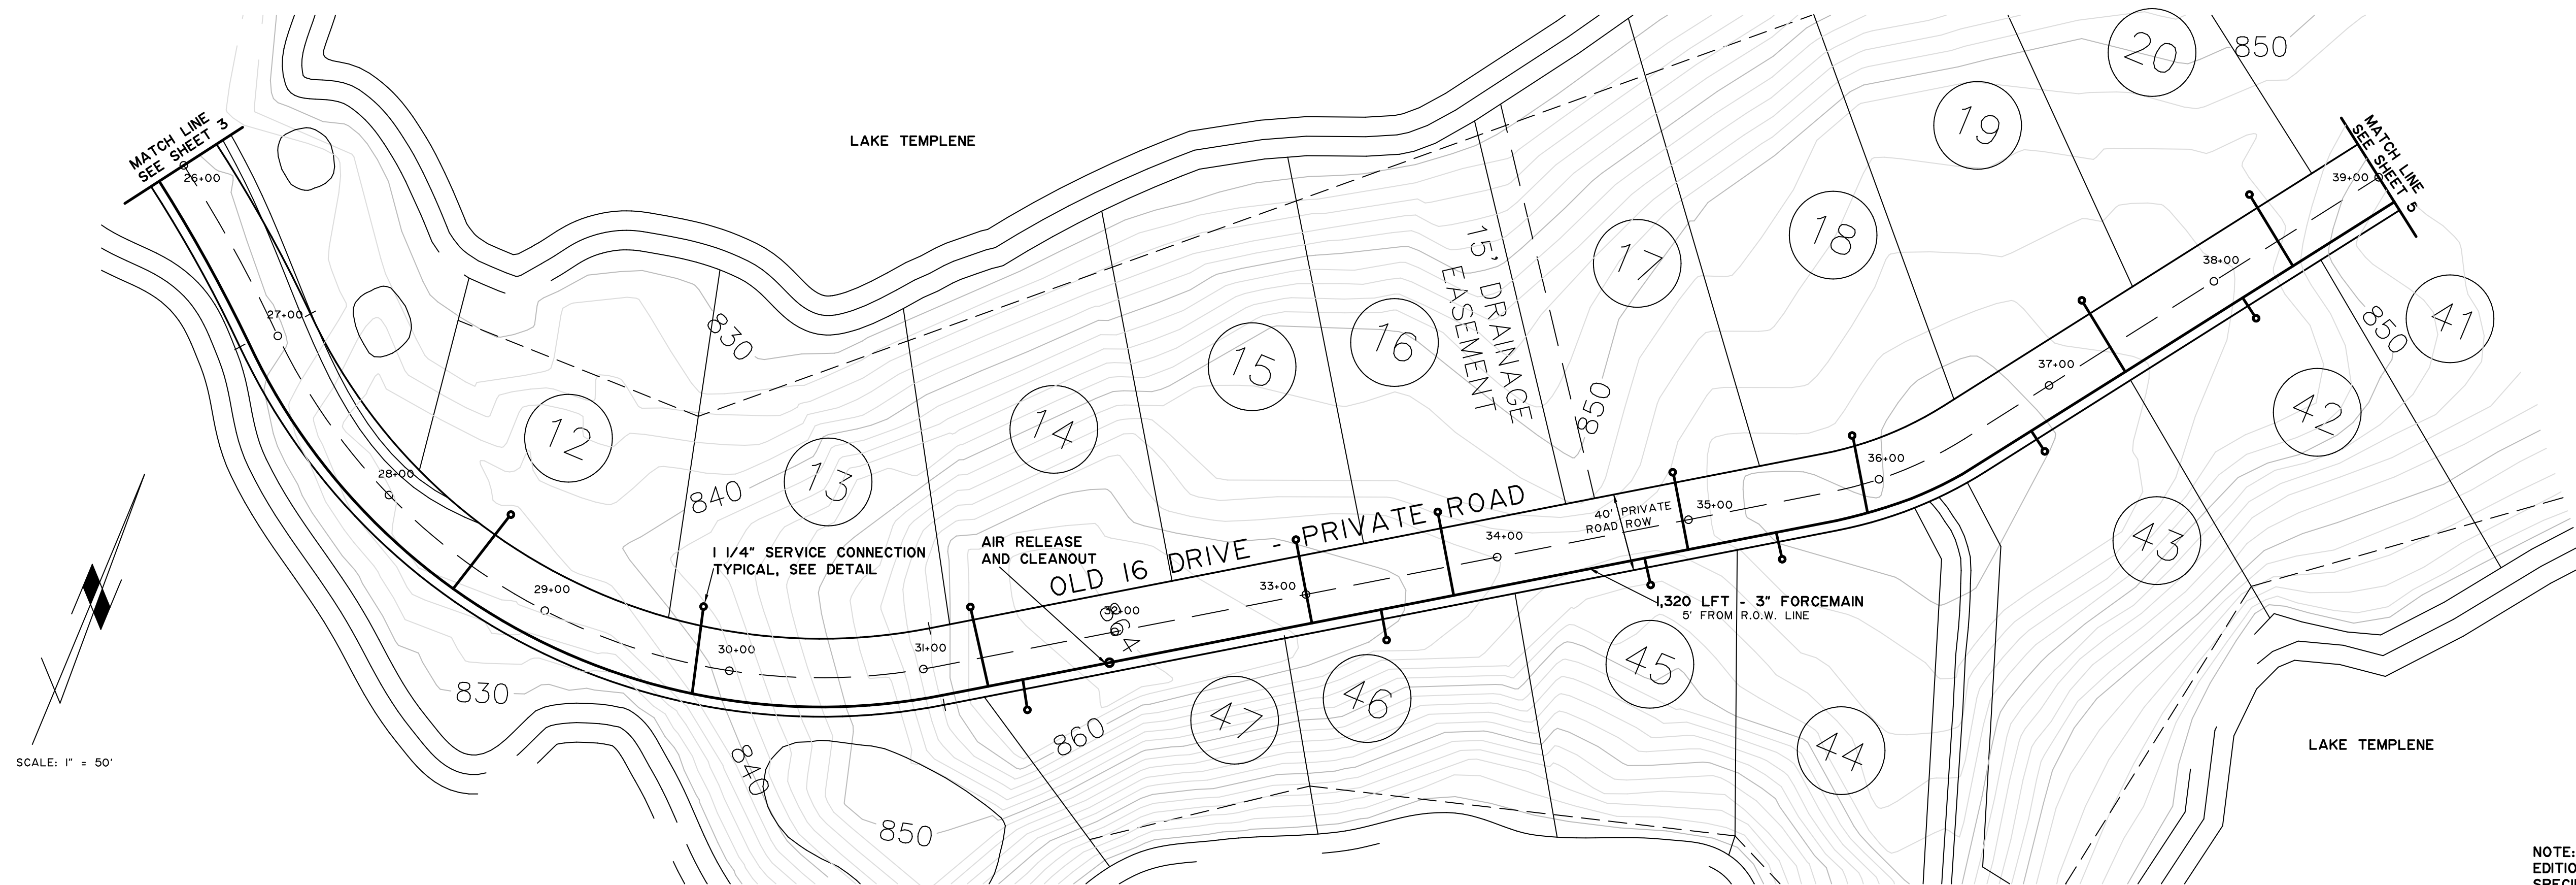 MATCH LINE
SEE SHEET 3
26+00
27+00
28+00
29+00
30+00
31+00
32+00
33+00
34+00
35+00
36+00
37+00
38+00
39+00
MATCH LINE
SEE SHEET 5
LAKE TEMPLENE
12
13
14
15
16
17
18
19
20
850
830
840
850
15' DRAINAGE
EASEMENT
1 1/4" SERVICE CONNECTION
TYPICAL, SEE DETAIL
AIR RELEASE
AND CLEANOUT
OLD 16 DRIVE - PRIVATE ROAD
864
40' PRIVATE
ROAD ROW
1,320 LFT - 3" FORCEMAIN
5' FROM R.O.W. LINE
41
42
43
44
45
46
47
850
860
830
840
850
LAKE TEMPLENE
SCALE: 1" = 50'
NOTE:
EDITIO
SPECI